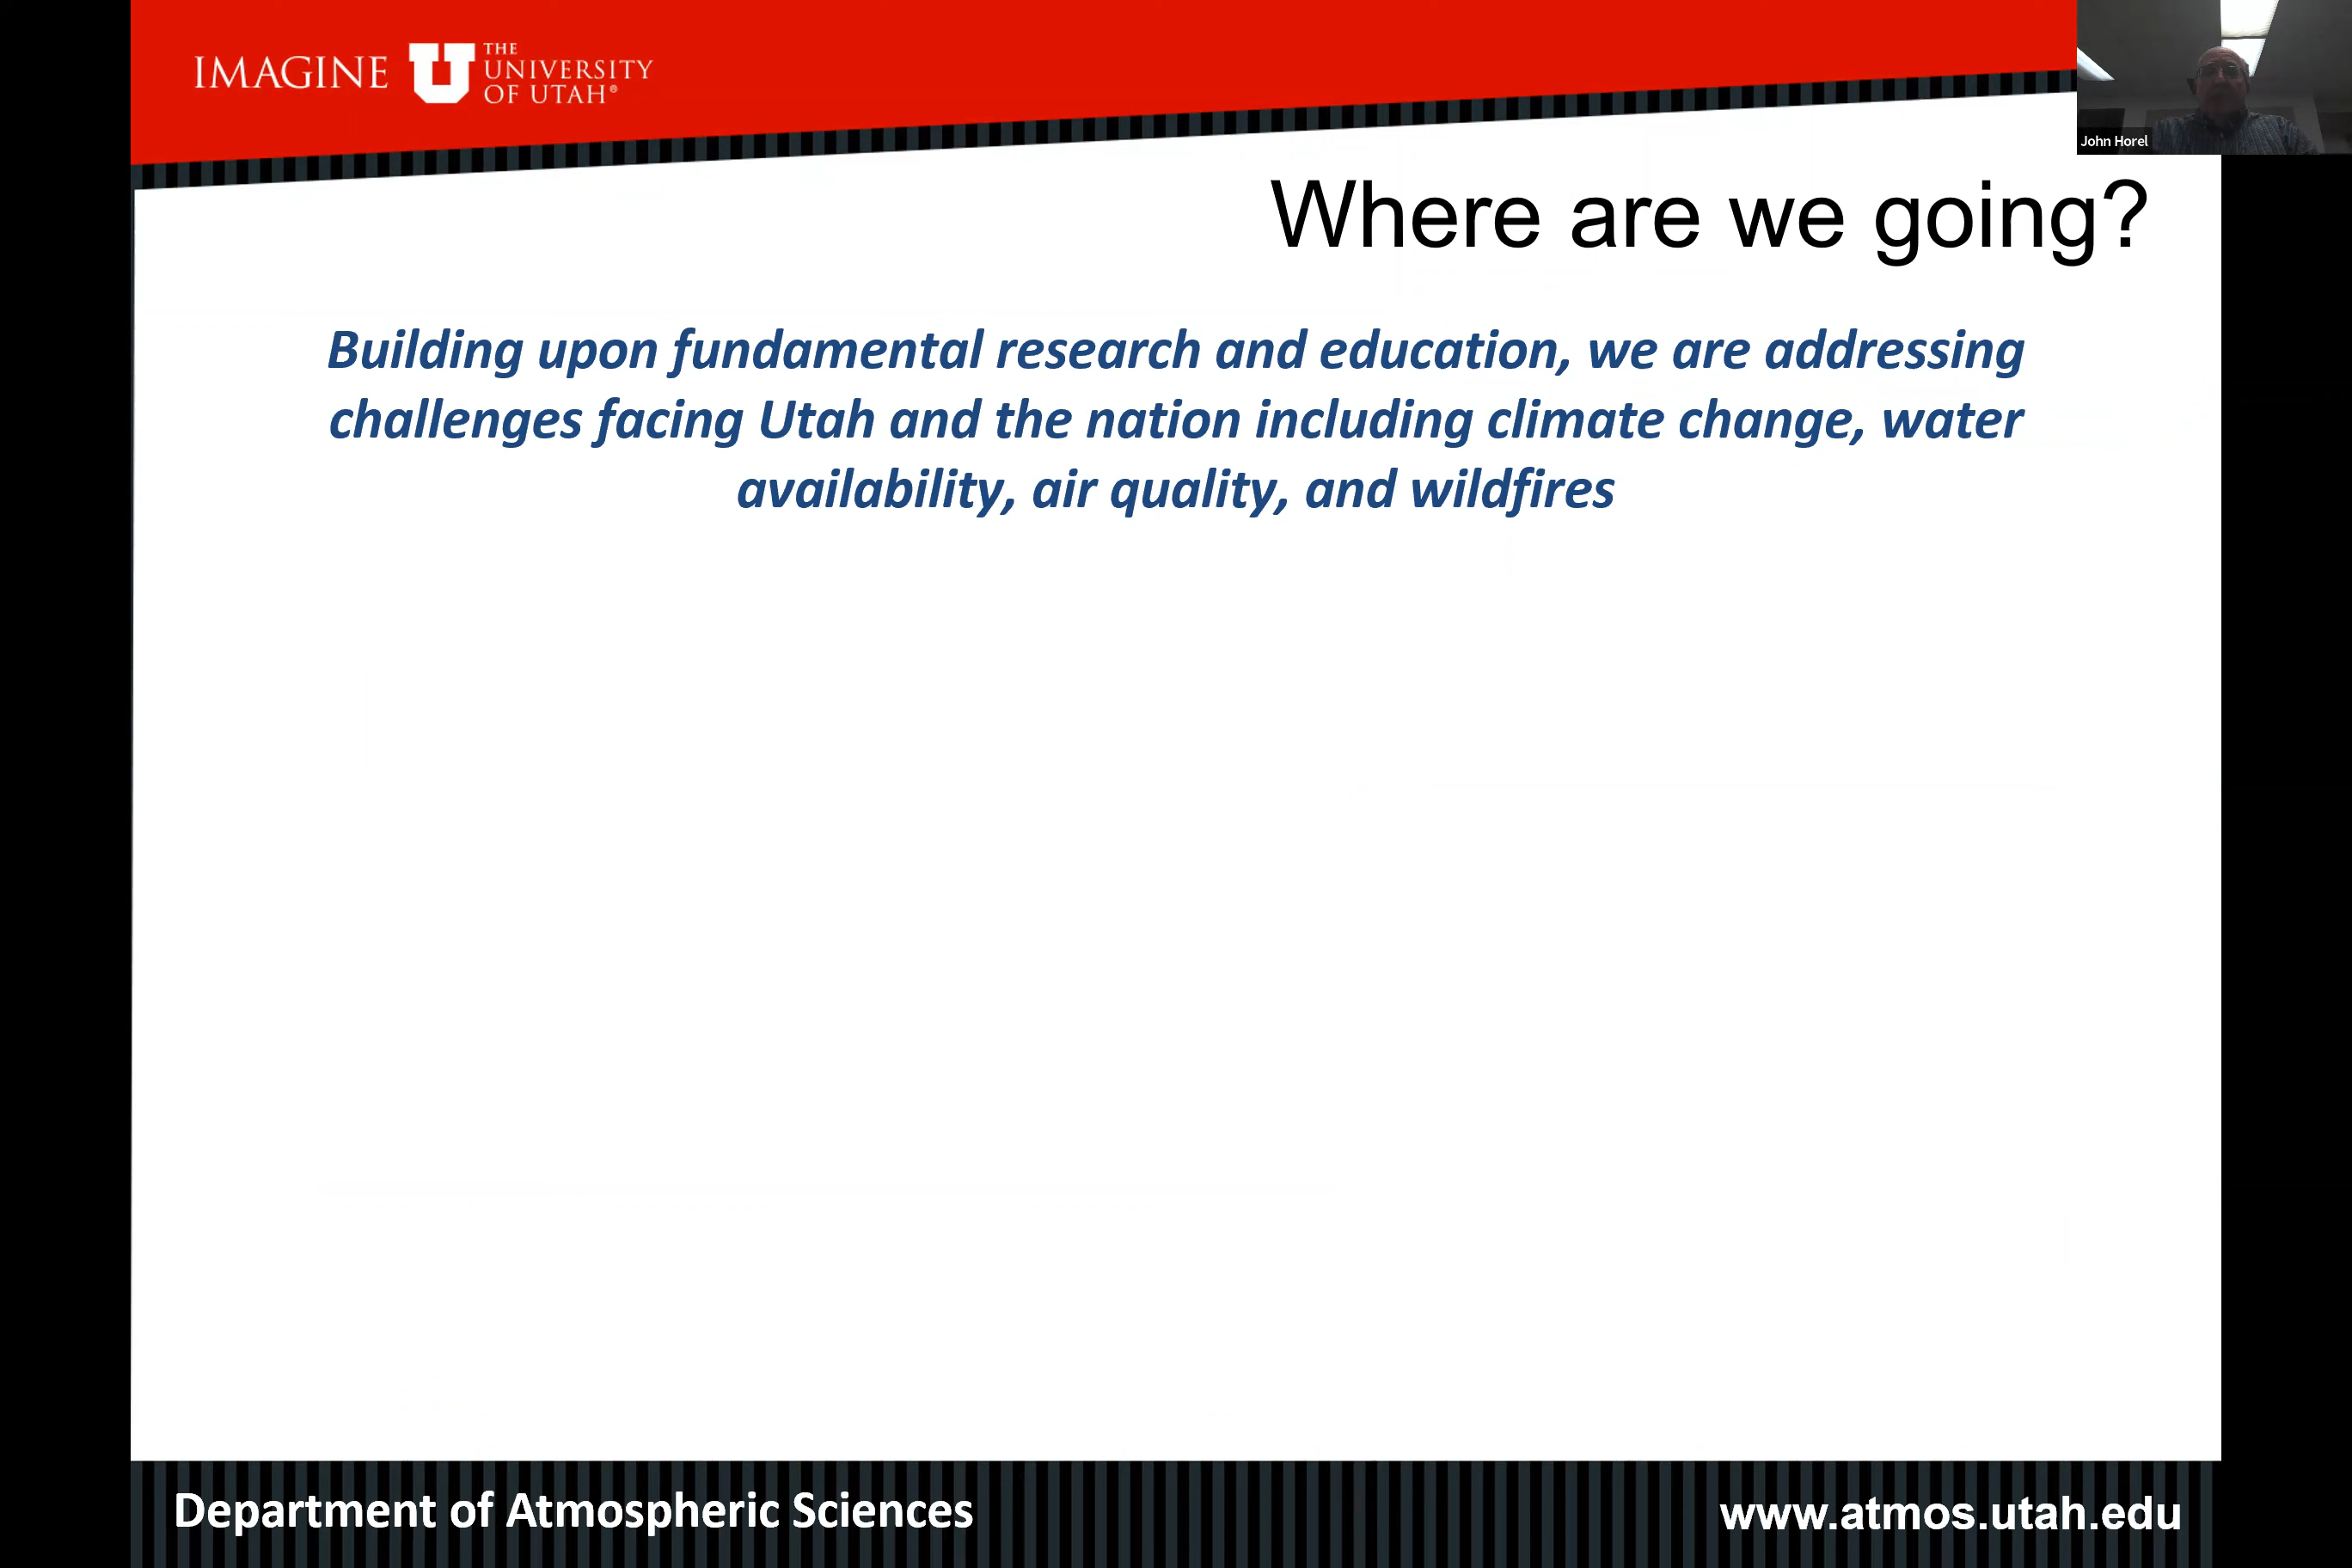 IMAGINE
THE
UNIVERSITY
OF UTAH®
John Horel
Where are we going?
Building upon fundamental research and education, we are addressing
challenges facing Utah and the nation including climate change, water
availability, air quality, and wildfires
Department of Atmospheric Sciences
www.atmos.utah.edu